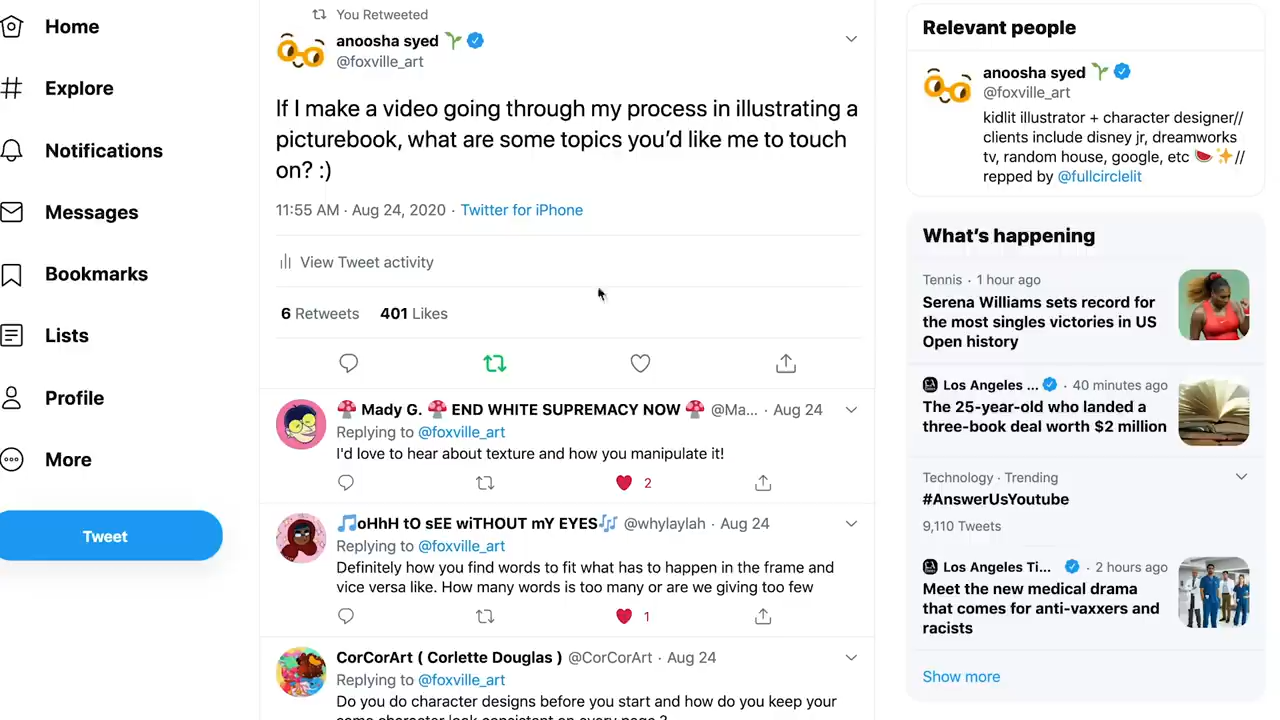 Home
Explore
Notifications
Messages
Bookmarks
Lists
Profile
More
Tweet
You Retweeted
anoosha syed
@foxville_art
If I make a video going through my process in illustrating a
picturebook, what are some topics you’d like me to touch
on? :)
11:55 AM · Aug 24, 2020 · Twitter for iPhone
View Tweet activity
6 Retweets 401 Likes
Mady G. END WHITE SUPREMACY NOW @Ma... · Aug 24
Replying to @foxville_art
I'd love to hear about texture and how you manipulate it!
2
oHhH tO sEE wiTHOUT mY EYES @whylaylah · Aug 24
Replying to @foxville_art
Definitely how you find words to fit what has to happen in the frame and
vice versa like. How many words is too many or are we giving too few
1
CorCorArt ( Corlette Douglas ) @CorCorArt · Aug 24
Replying to @foxville_art
Do you do character designs before you start and how do you keep your
same character look consistent on every page ?
Relevant people
anoosha syed
@foxville_art
kidlit illustrator + character designer//
clients include disney jr, dreamworks
tv, random house, google, etc //
repped by @fullcirclelit
What’s happening
Tennis · 1 hour ago
Serena Williams sets record for
the most singles victories in US
Open history
Los Angeles ... · 40 minutes ago
The 25-year-old who landed a
three-book deal worth $2 million
Technology · Trending
#AnswerUsYoutube
9,110 Tweets
Los Angeles Ti... · 2 hours ago
Meet the new medical drama
that comes for anti-vaxxers and
racists
Show more